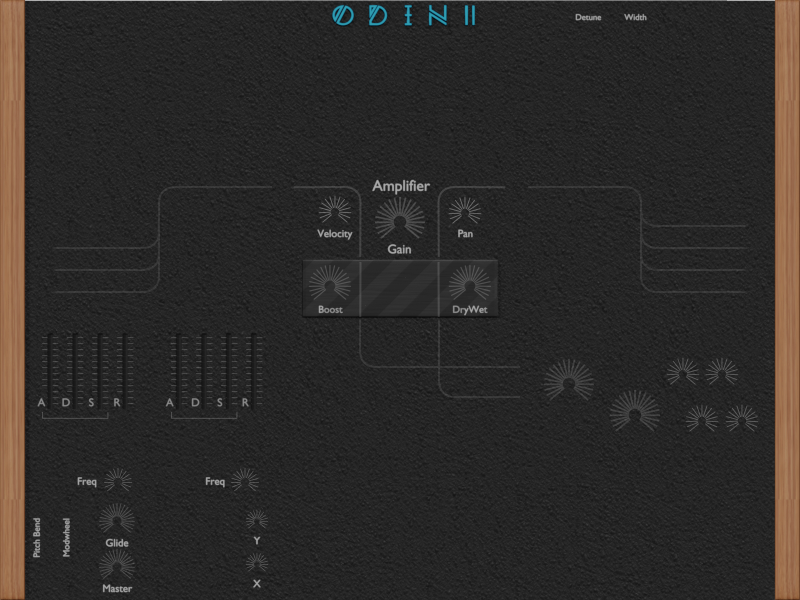 ODIN II
Detune Width
Amplifier
Velocity
Pan
Gain
Boost
DryWet
A D S R
A D S R
Freq
Freq
Pitch Bend
Modwheel
Glide
Y
X
Master